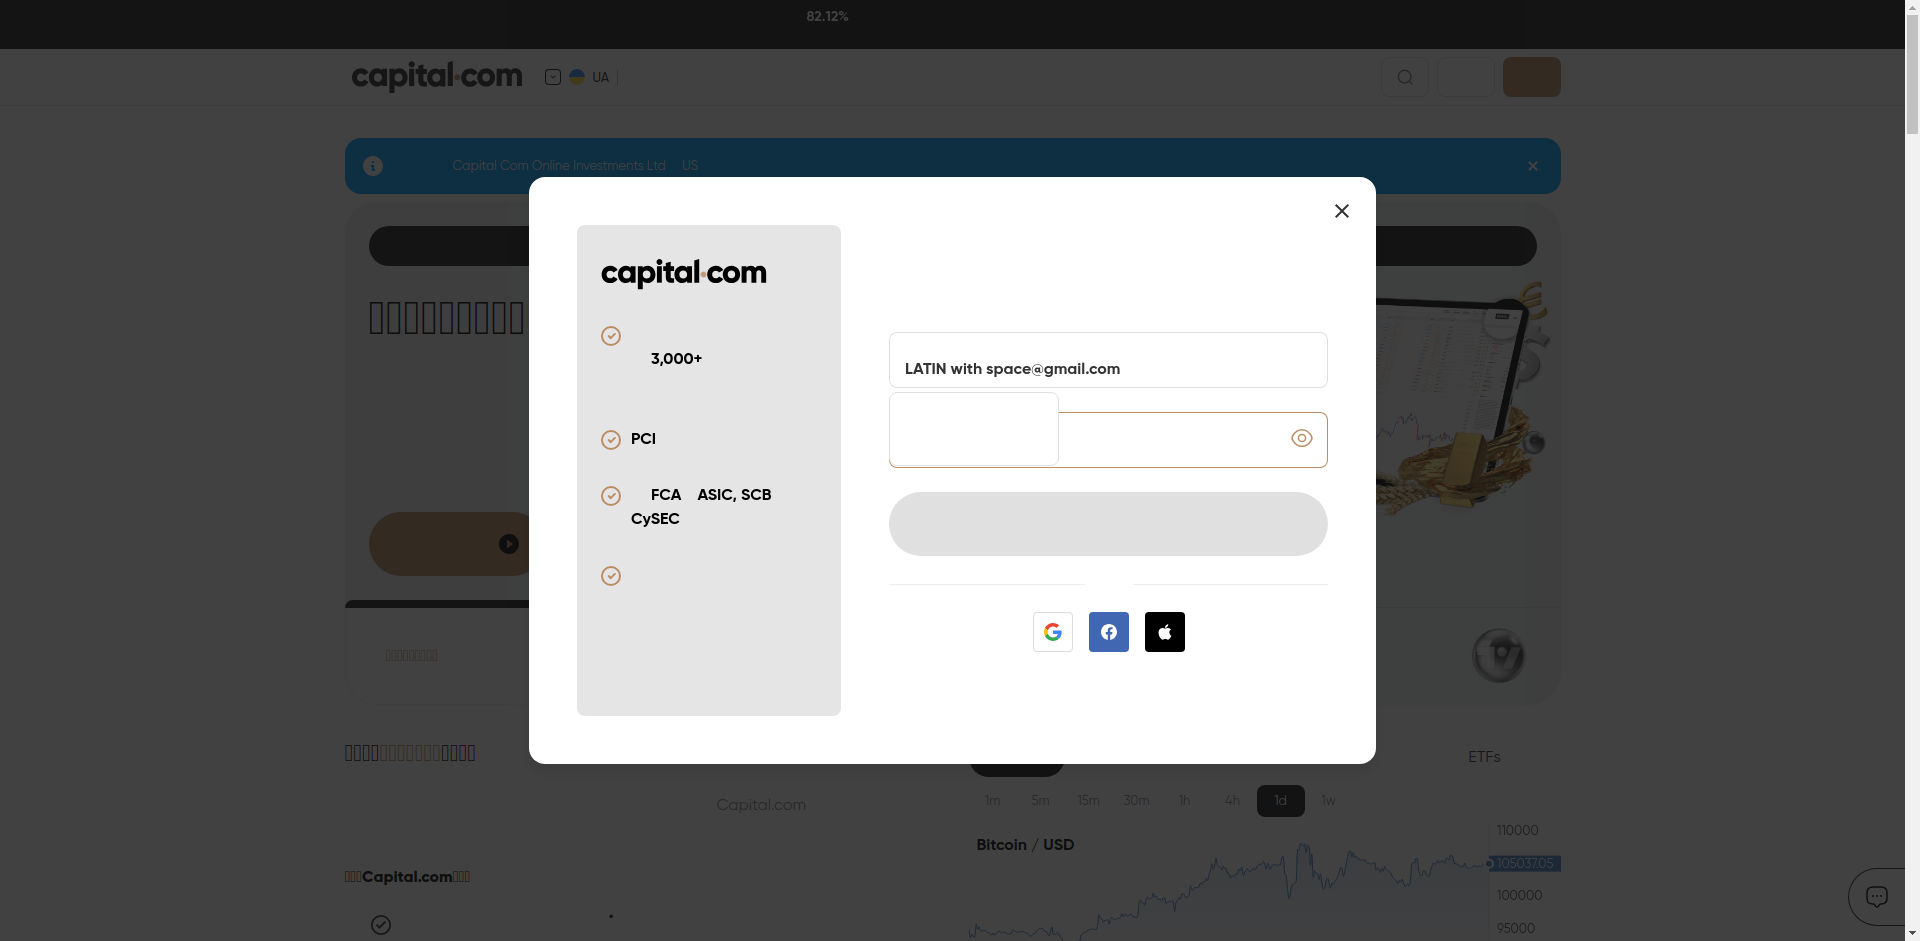 82.12%
capital.com
UA
Capital Com Online Investments Ltd US
capital.com
3,000+
PCI
FCA ASIC, SCB
CySEC
LATIN with space@gmail.com
ETFs
Capital.com
1m 5m 15m 30m 1h 4h 1d 1w
Bitcoin / USD
110000
105037.05
100000
95000
Capital.com